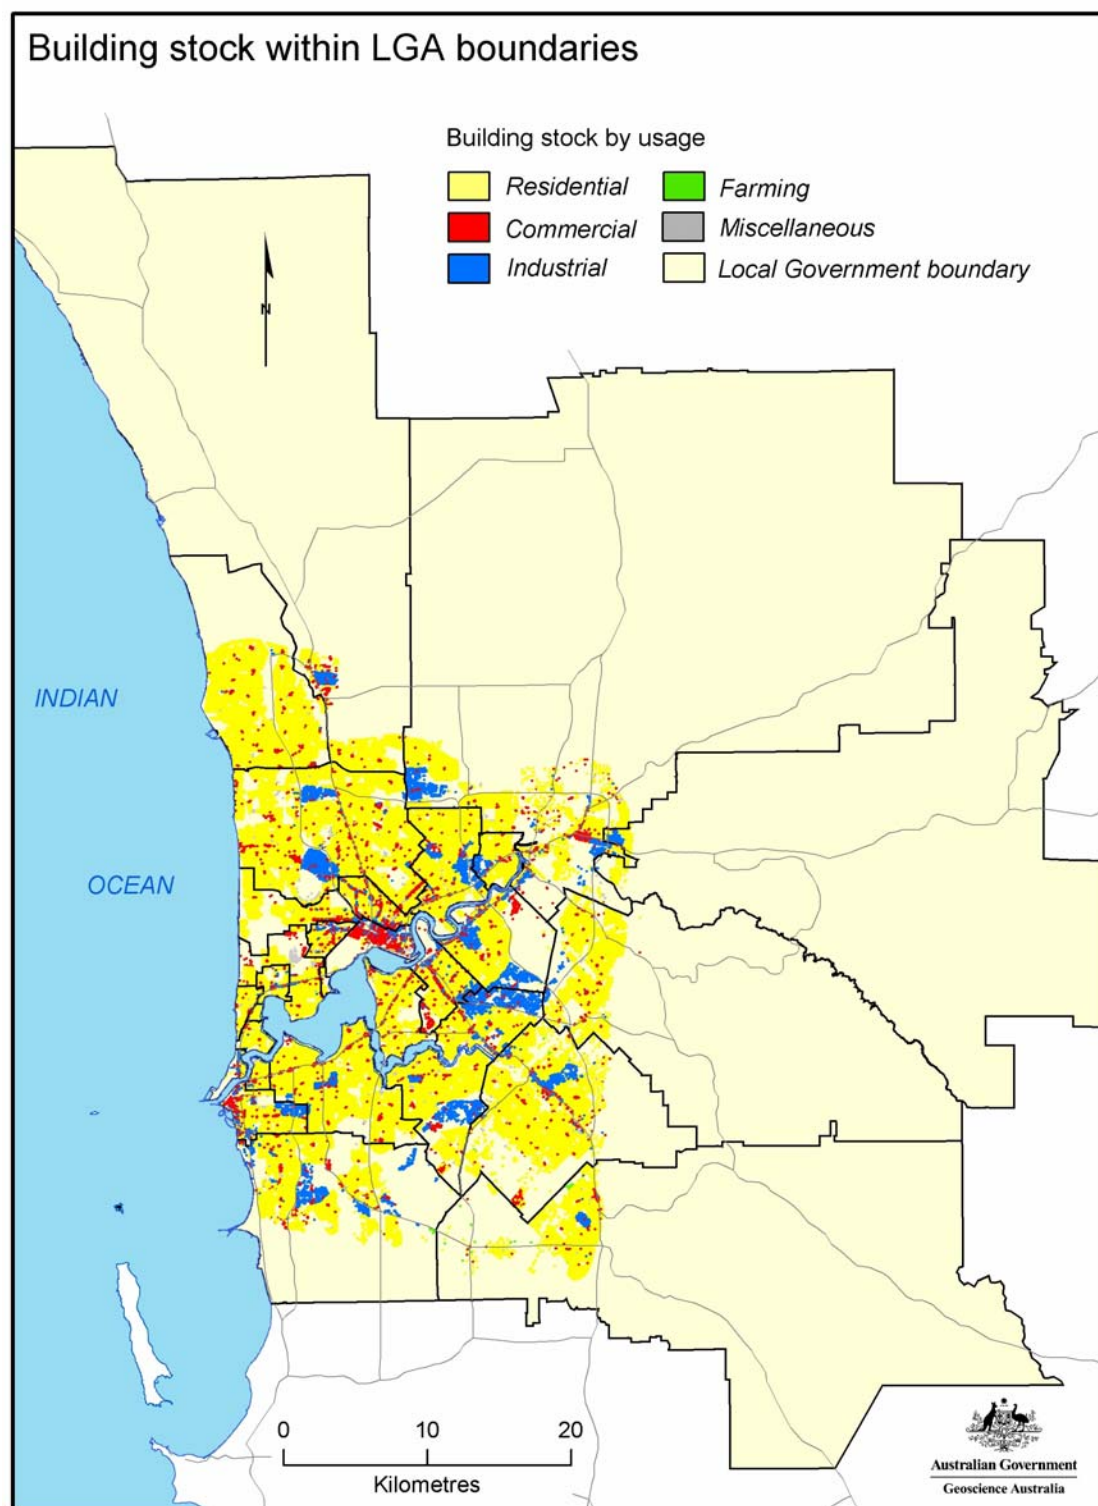 Building stock within LGA boundaries
Building stock by usage
Residential
Farming
Commercial
Miscellaneous
Industrial
Local Government boundary
N
INDIAN
OCEAN
0 10 20
Kilometres
Australian Government
Geoscience Australia